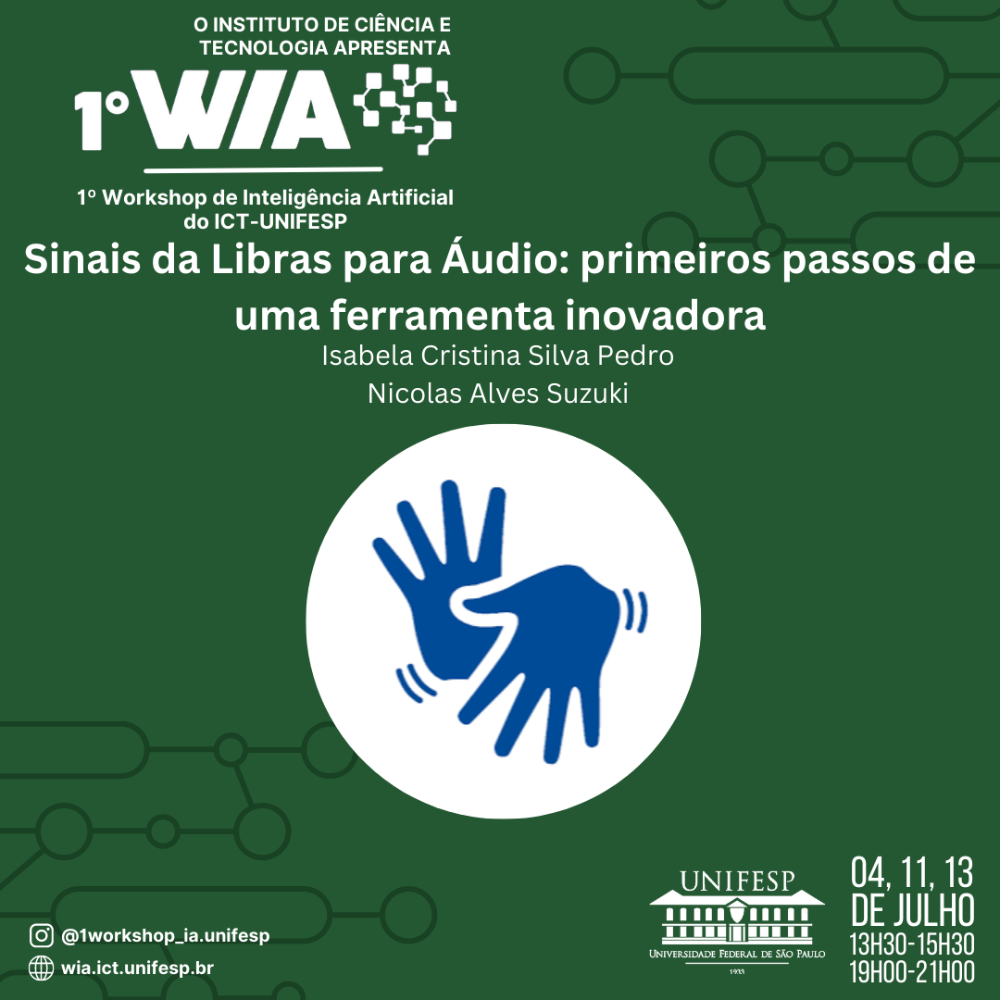 O INSTITUTO DE CIÊNCIA E
TECNOLOGIA APRESENTA
1º WIA
1º Workshop de Inteligência Artificial
do ICT-UNIFESP
Sinais da Libras para Áudio: primeiros passos de
uma ferramenta inovadora
Isabela Cristina Silva Pedro
Nicolas Alves Suzuki
@1workshop_ia.unifesp
wia.ict.unifesp.br
UNIFESP
UNIVERSIDADE FEDERAL DE SÃO PAULO
1933
04, 11, 13
DE JULHO
13H30-15H30
19H00-21H00